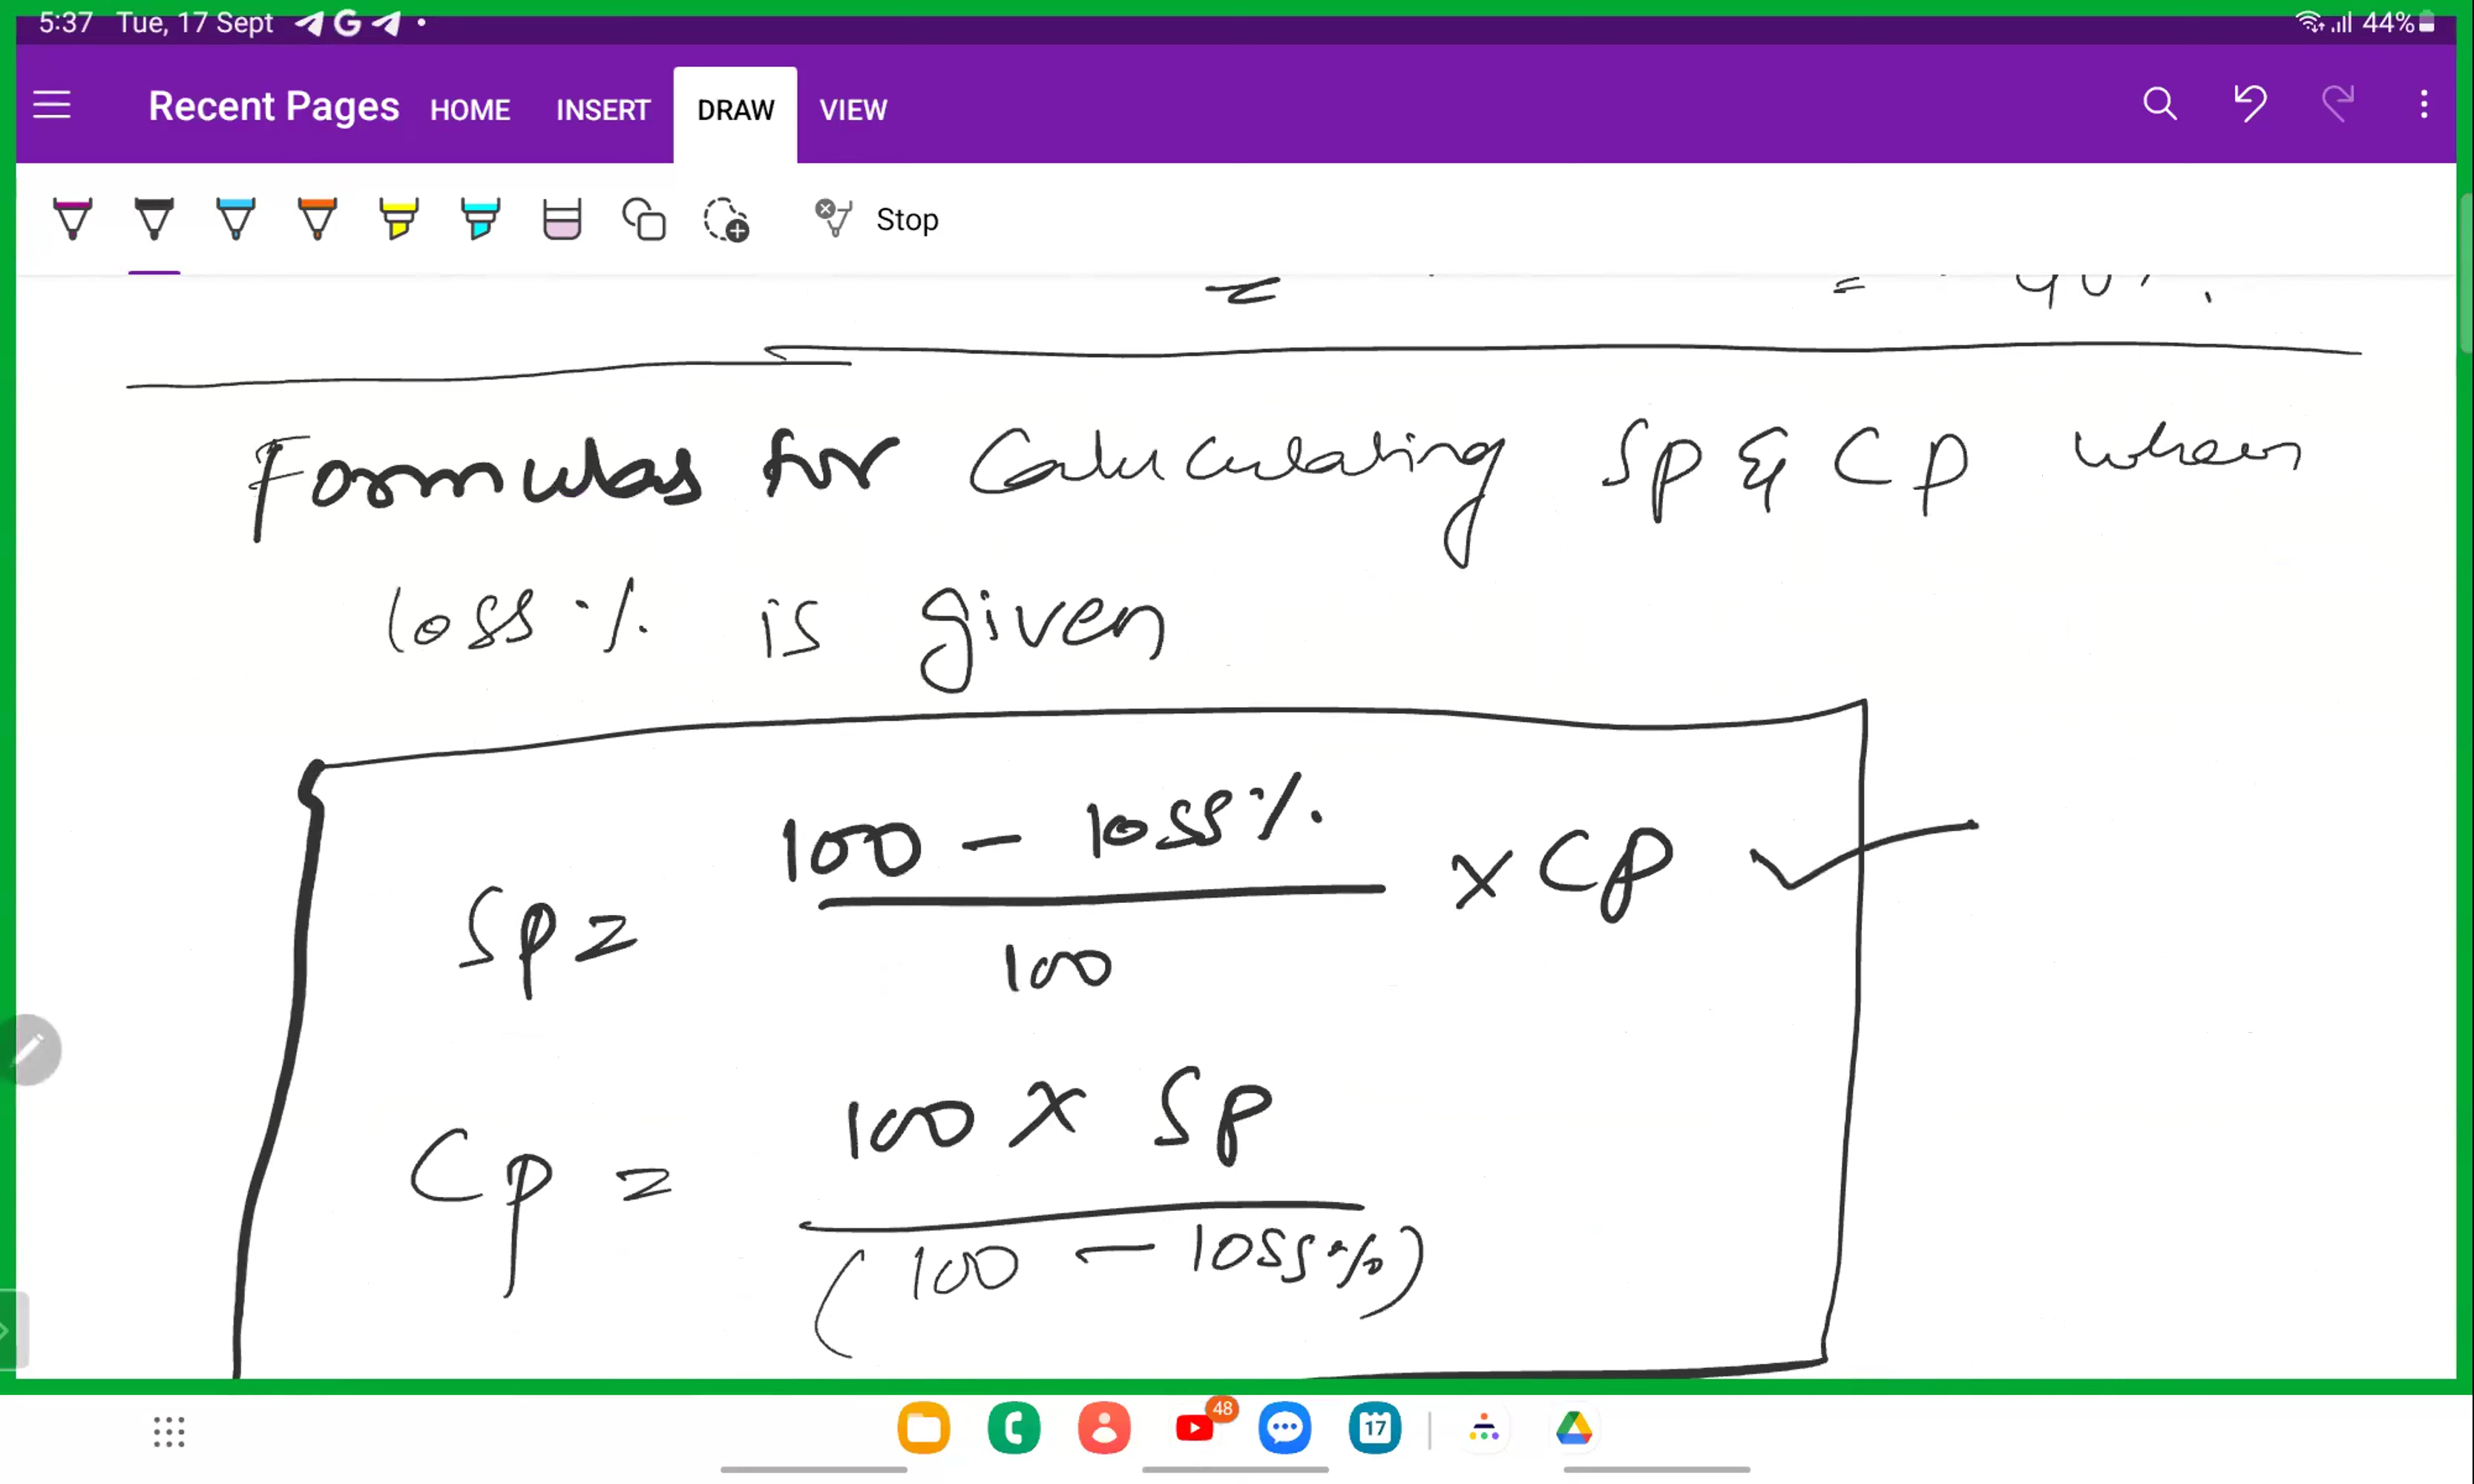 5:37 Tue, 17 Sept
44%
Recent Pages HOME INSERT DRAW VIEW
Stop
= 40%.
Formulas for Calculating SP & CP when
loss % is given
SP = 100 - loss% / 100 × CP
CP = 100 × SP / (100 - loss%)
48
17